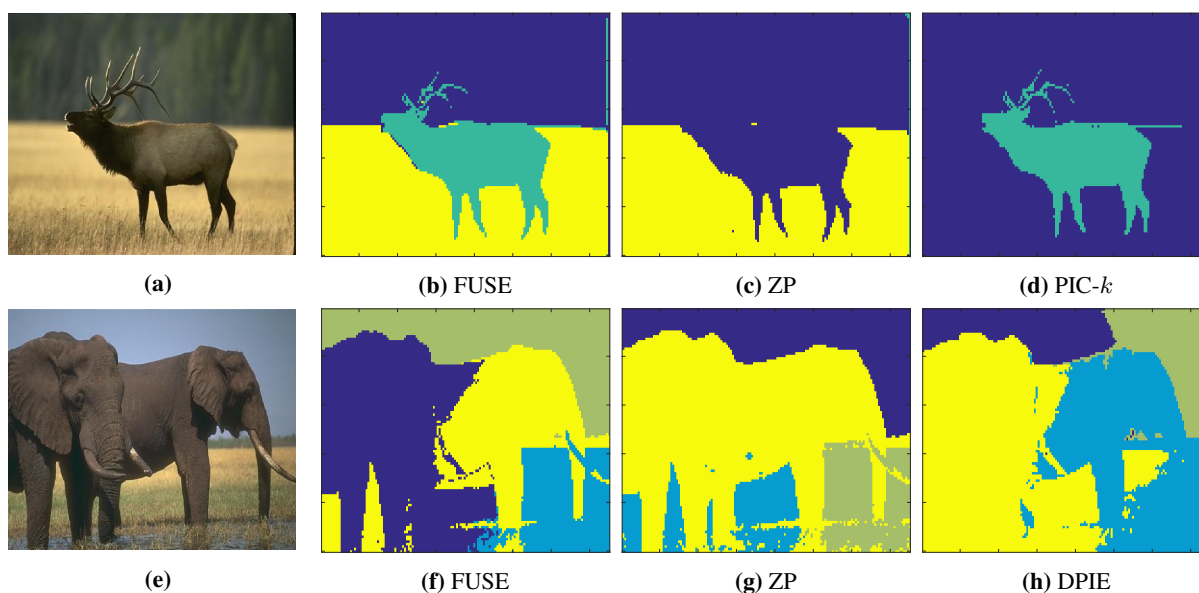 (a)
(b) FUSE
(c) ZP
(d) PIC-k
(e)
(f) FUSE
(g) ZP
(h) DPIE